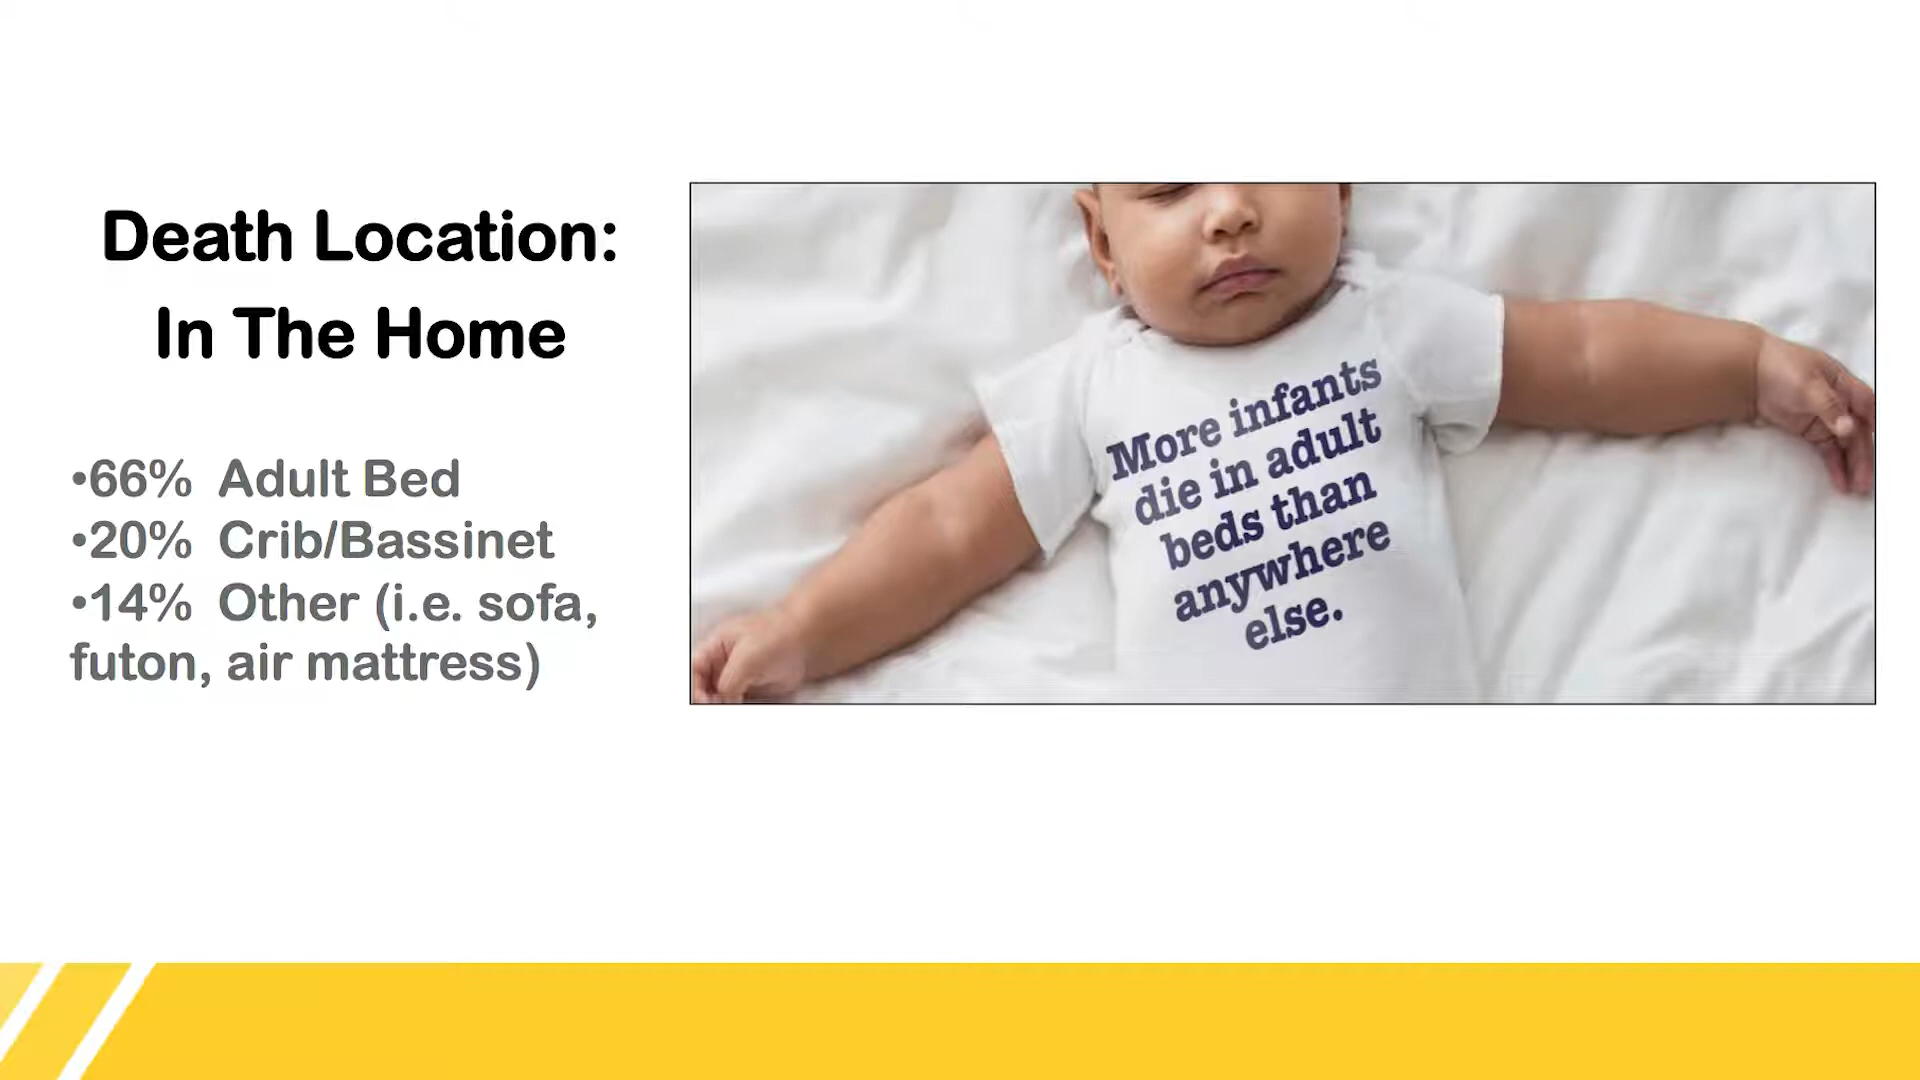 Death Location:
In The Home
•66%  Adult Bed
•20%  Crib/Bassinet
•14%  Other (i.e. sofa,
futon, air mattress)
More infants
die in adult
beds than
anywhere
else.